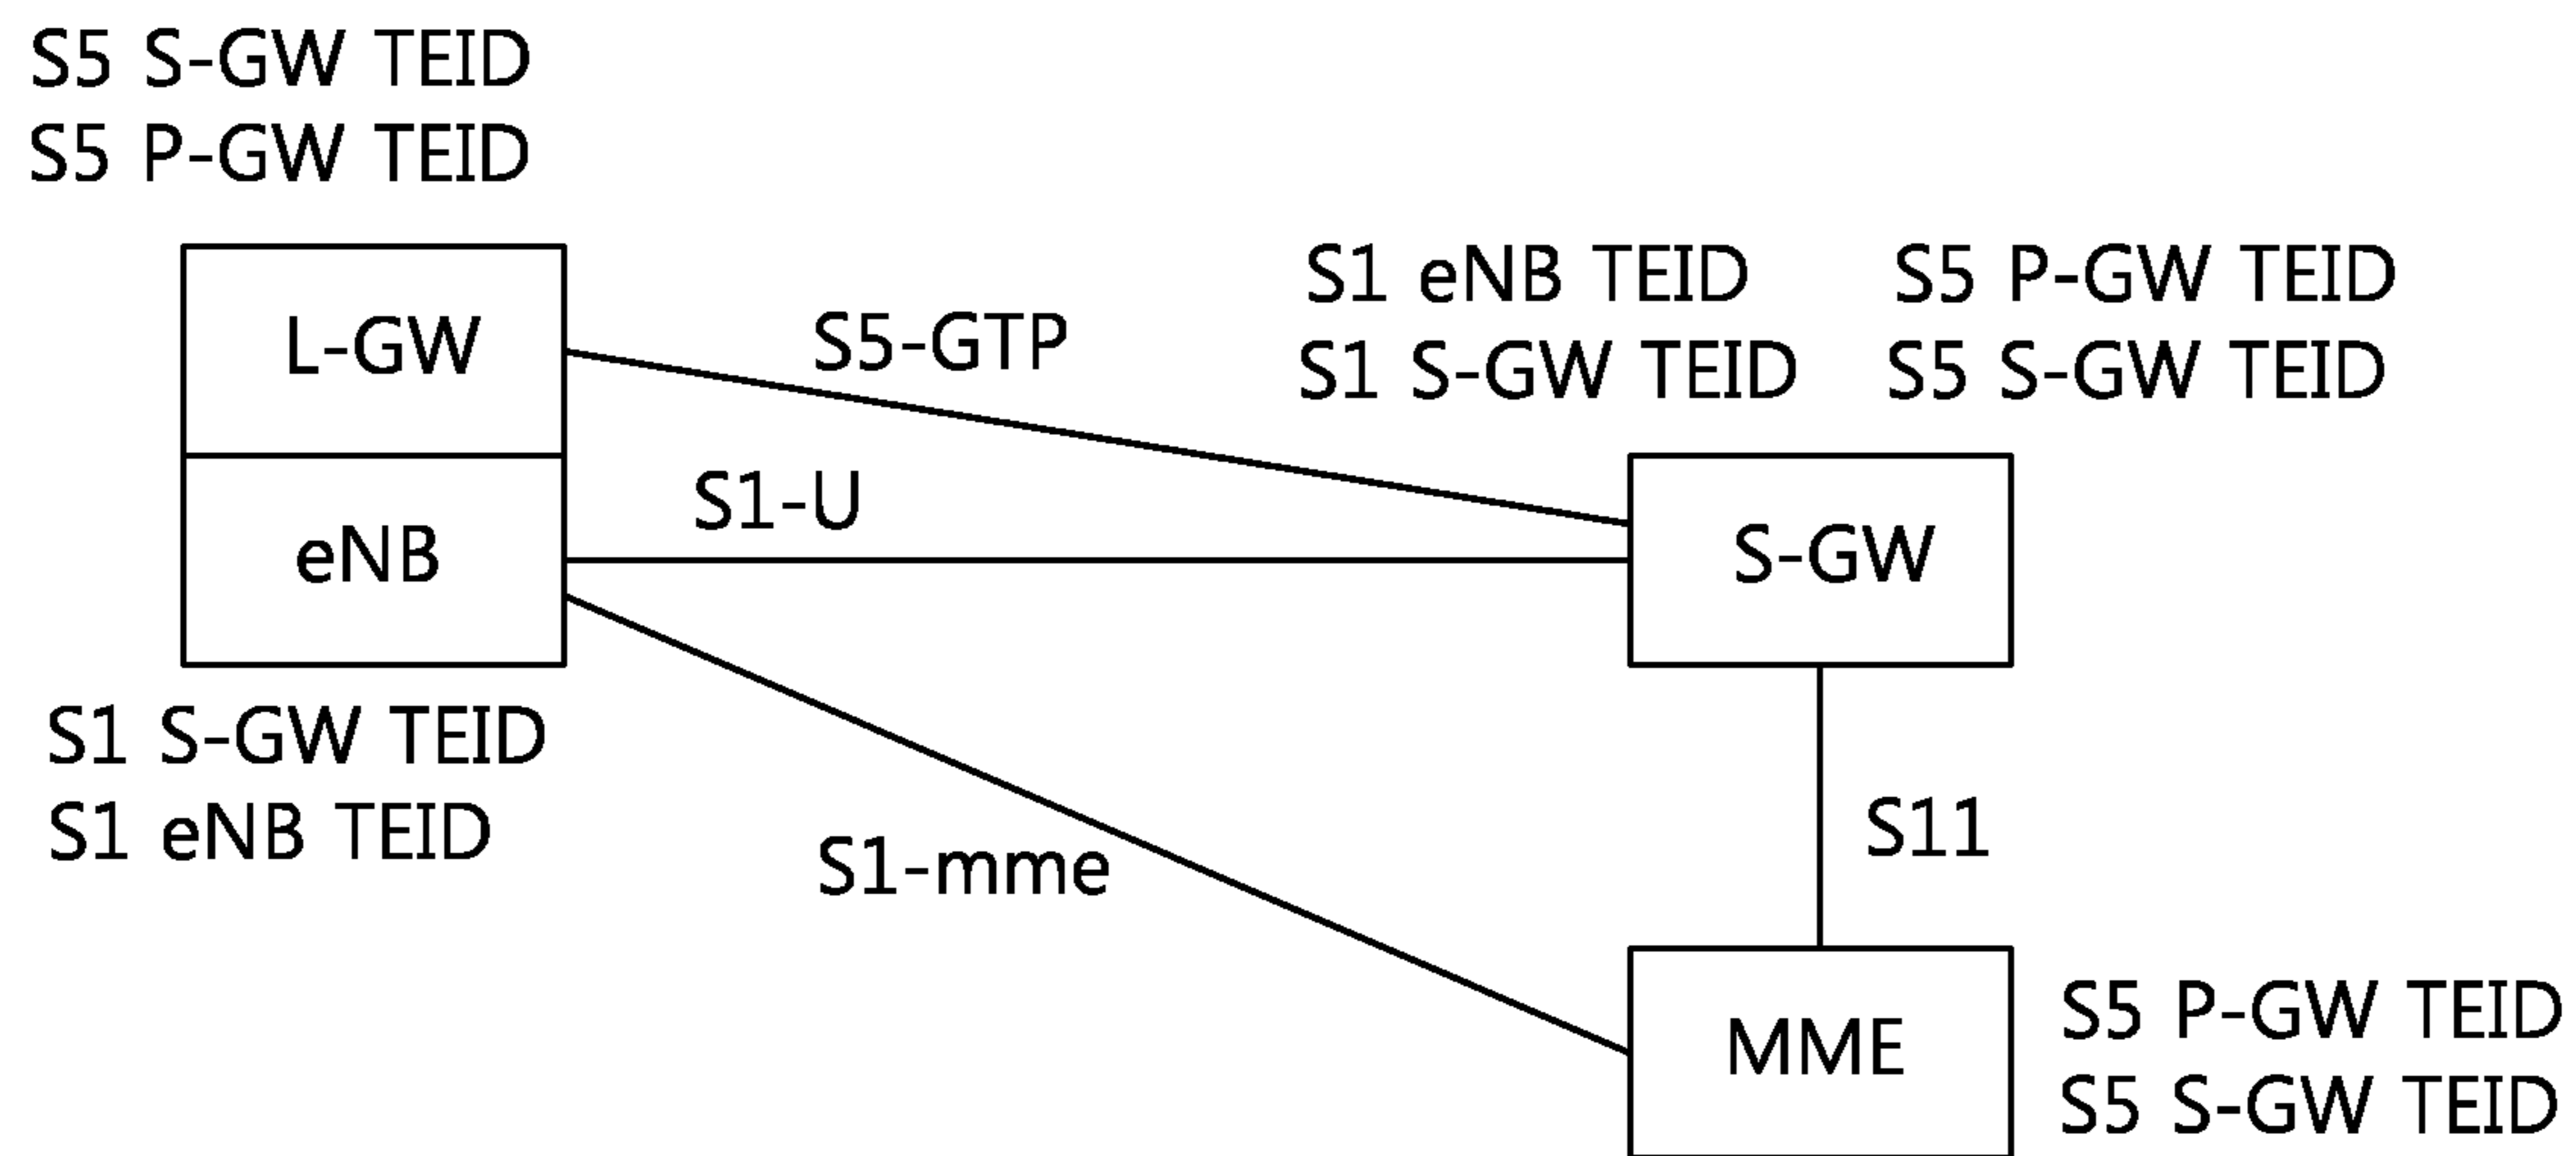 S5 S-GW TEID
S5 P-GW TEID
L-GW
eNB
S1 S-GW TEID
S1 eNB TEID
S5-GTP
S1-U
S1-mme
S1 eNB TEID
S1 S-GW TEID
S5 P-GW TEID
S5 S-GW TEID
S-GW
S11
MME
S5 P-GW TEID
S5 S-GW TEID